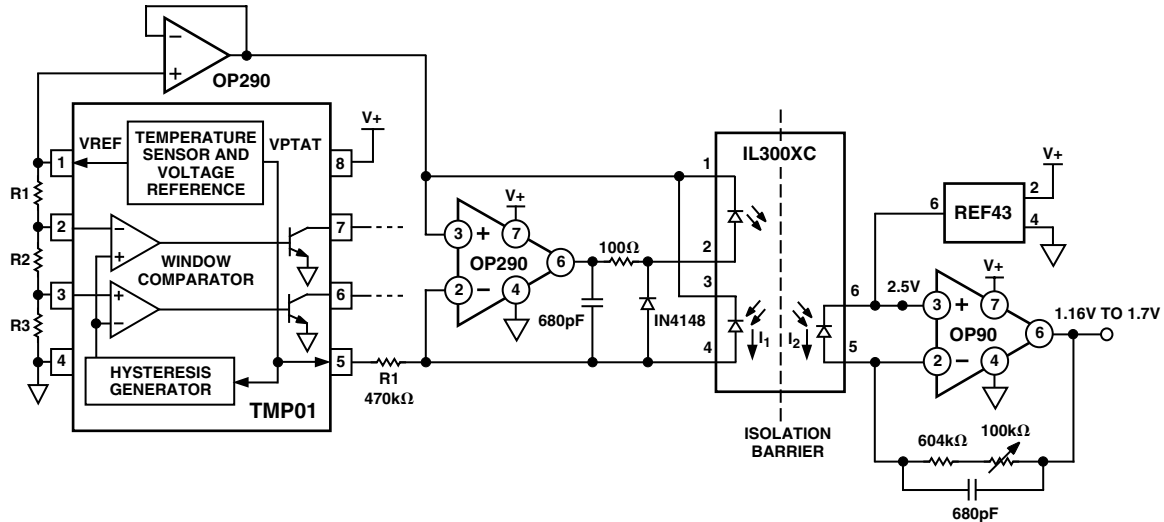 OP290
−
+
V+
VREF
TEMPERATURE
SENSOR AND
VOLTAGE
REFERENCE
VPTAT
1
8
R1
2
7
R2
WINDOW
COMPARATOR
−
+
3
6
R3
+
−
4
5
HYSTERESIS
GENERATOR
TMP01
R1
470kΩ
V+
3
+
7
OP290
6
2
−
4
100Ω
680pF
IN4148
IL300XC
1
2
3
4
I1
I2
6
5
ISOLATION
BARRIER
V+
6
REF43
2
4
2.5V
V+
3
+
7
OP90
6
2
−
4
1.16V TO 1.7V
604kΩ
100kΩ
680pF